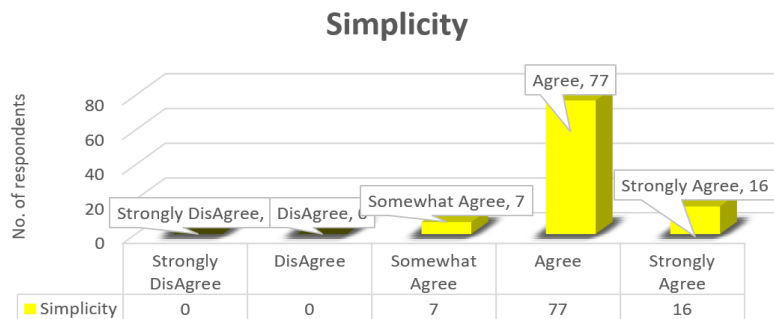 Simplicity
No. of respondents
80
60
40
20
0
Strongly DisAgree,
DisAgree,
Somewhat Agree, 7
Agree, 77
Strongly Agree, 16
Strongly DisAgree
DisAgree
Somewhat Agree
Agree
Strongly Agree
Simplicity 0 0 7 77 16